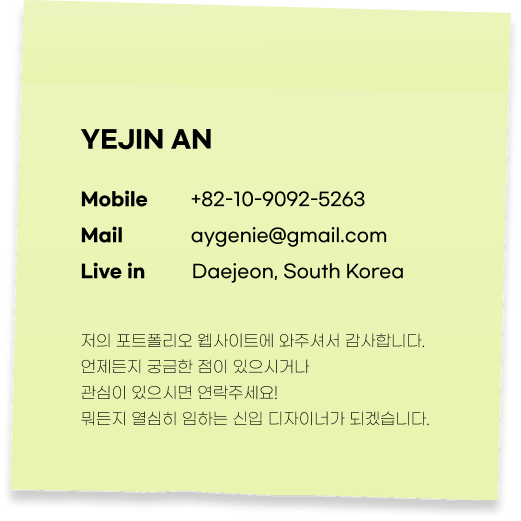 YEJIN AN
Mobile +82-10-9092-5263
Mail aygenie@gmail.com
Live in Daejeon, South Korea
저의 포트폴리오 웹사이트에 와주셔서 감사합니다.
언제든지 궁금한 점이 있으시거나
관심이 있으시면 연락주세요!
뭐든지 열심히 임하는 신입 디자이너가 되겠습니다.